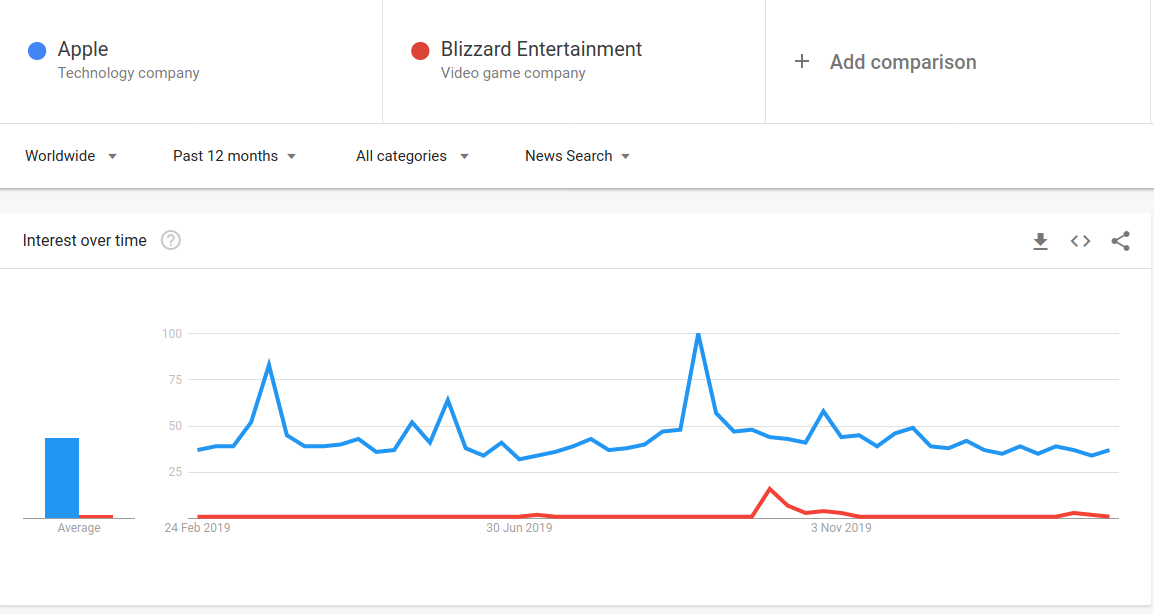 Apple
Technology company
Blizzard Entertainment
Video game company
+ Add comparison
Worldwide
Past 12 months
All categories
News Search
Interest over time ?
100
75
50
25
Average
24 Feb 2019
30 Jun 2019
3 Nov 2019